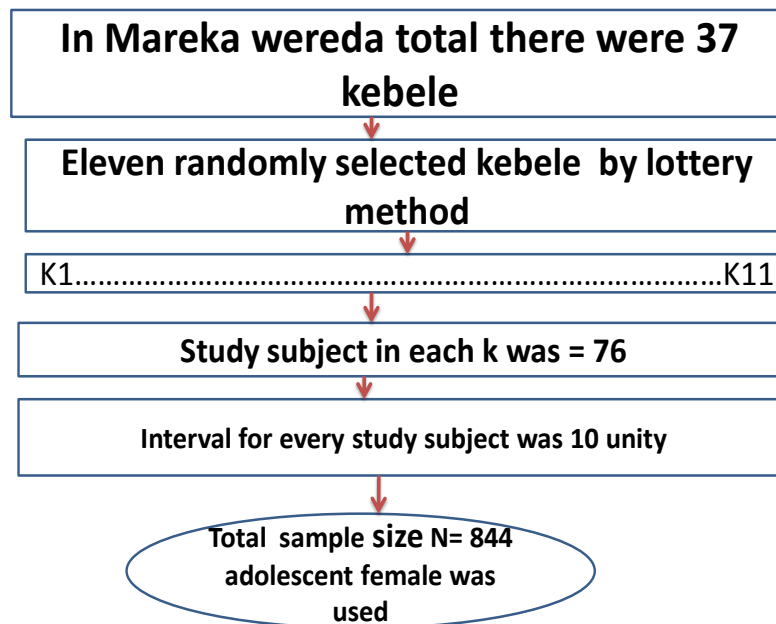 In Mareka wereda total there were 37
kebele
Eleven randomly selected kebele by lottery
method
K1……………………………………………………………………K11
Study subject in each k was = 76
Interval for every study subject was 10 unity
Total sample size N= 844
adolescent female was
used